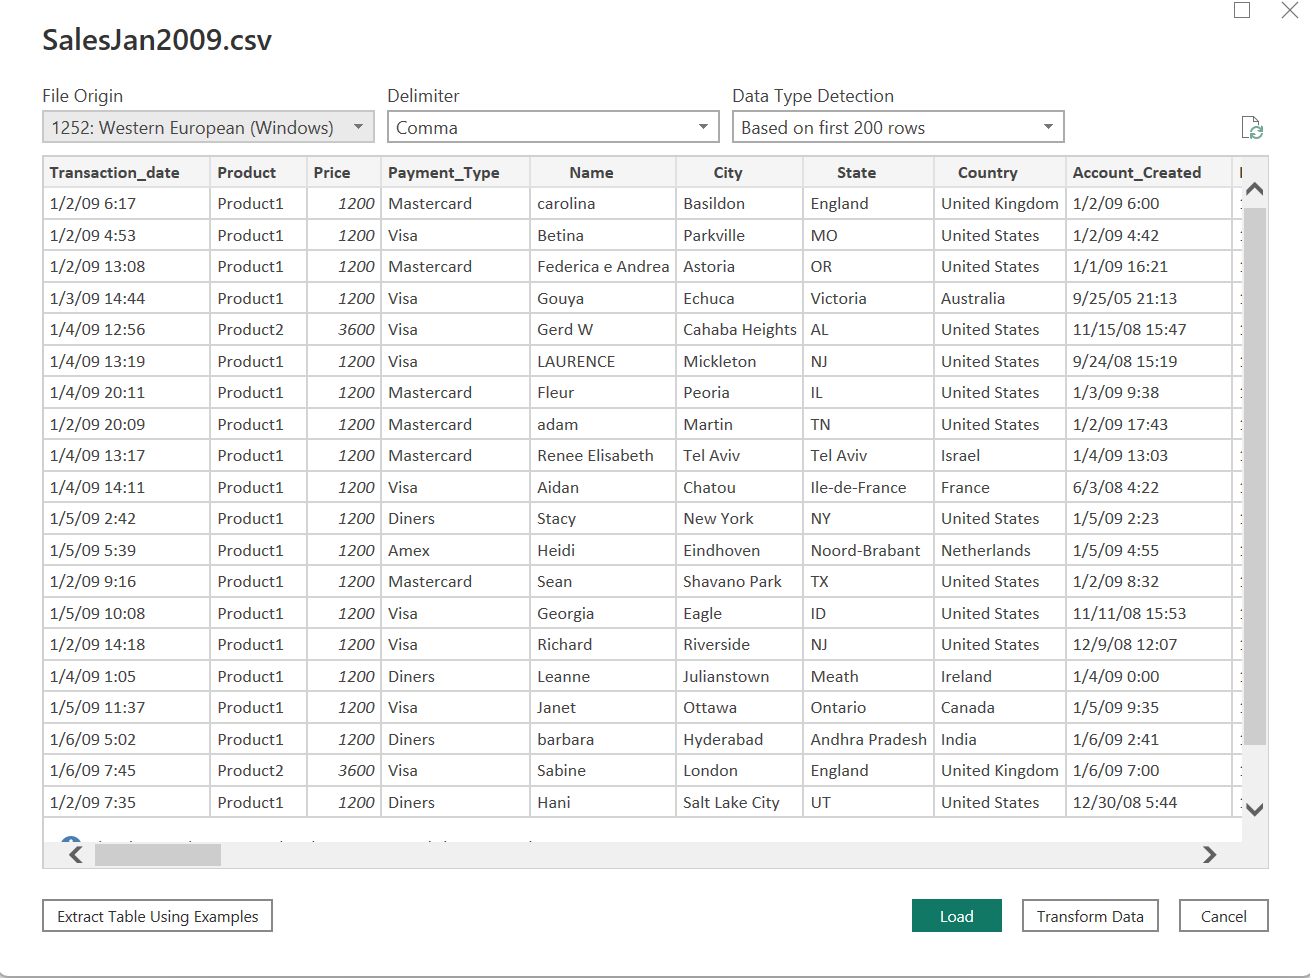 SalesJan2009.csv
File Origin Delimiter Data Type Detection
1252: Western European (Windows) Comma Based on first 200 rows
Transaction_date Product Price Payment_Type Name City State Country Account_Created
1/2/09 6:17 Product1 1200 Mastercard carolina Basildon England United Kingdom 1/2/09 6:00
1/2/09 4:53 Product1 1200 Visa Betina Parkville MO United States 1/2/09 4:42
1/2/09 13:08 Product1 1200 Mastercard Federica e Andrea Astoria OR United States 1/1/09 16:21
1/3/09 14:44 Product1 1200 Visa Gouya Echuca Victoria Australia 9/25/05 21:13
1/4/09 12:56 Product2 3600 Visa Gerd W Cahaba Heights AL United States 11/15/08 15:47
1/4/09 13:19 Product1 1200 Visa LAURENCE Mickleton NJ United States 9/24/08 15:19
1/4/09 20:11 Product1 1200 Mastercard Fleur Peoria IL United States 1/3/09 9:38
1/2/09 20:09 Product1 1200 Mastercard adam Martin TN United States 1/2/09 17:43
1/4/09 13:17 Product1 1200 Mastercard Renee Elisabeth Tel Aviv Tel Aviv Israel 1/4/09 13:03
1/4/09 14:11 Product1 1200 Visa Aidan Chatou Ile-de-France France 6/3/08 4:22
1/5/09 2:42 Product1 1200 Diners Stacy New York NY United States 1/5/09 2:23
1/5/09 5:39 Product1 1200 Amex Heidi Eindhoven Noord-Brabant Netherlands 1/5/09 4:55
1/2/09 9:16 Product1 1200 Mastercard Sean Shavano Park TX United States 1/2/09 8:32
1/5/09 10:08 Product1 1200 Visa Georgia Eagle ID United States 11/11/08 15:53
1/2/09 14:18 Product1 1200 Visa Richard Riverside NJ United States 12/9/08 12:07
1/4/09 1:05 Product1 1200 Diners Leanne Julianstown Meath Ireland 1/4/09 0:00
1/5/09 11:37 Product1 1200 Visa Janet Ottawa Ontario Canada 1/5/09 9:35
1/6/09 5:02 Product1 1200 Diners barbara Hyderabad Andhra Pradesh India 1/6/09 2:41
1/6/09 7:45 Product2 3600 Visa Sabine London England United Kingdom 1/6/09 7:00
1/2/09 7:35 Product1 1200 Diners Hani Salt Lake City UT United States 12/30/08 5:44
Extract Table Using Examples Load Transform Data Cancel